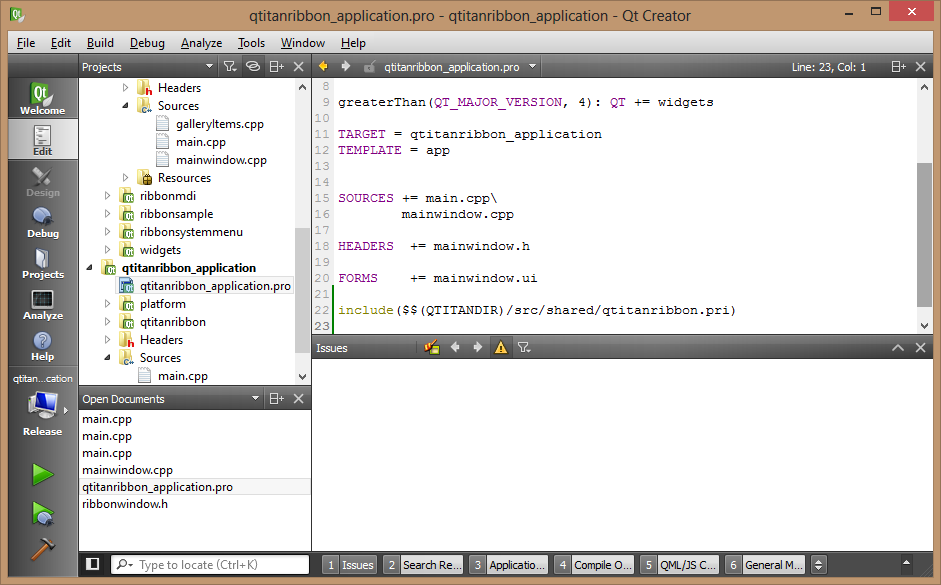 qtitanribbon_application.pro - qtitanribbon_application - Qt Creator
File Edit Build Debug Analyze Tools Window Help
Projects
qtitanribbon_application.pro
Line: 23, Col: 1
Welcome
Edit
Design
Debug
Projects
Analyze
Help
qtitan...cation
Release
Headers
Sources
galleryItems.cpp
main.cpp
mainwindow.cpp
Resources
ribbonmdi
ribbonsample
ribbonsystemmenu
widgets
qtitanribbon_application
qtitanribbon_application.pro
platform
qtitanribbon
Headers
Sources
main.cpp
Open Documents
main.cpp
main.cpp
main.cpp
mainwindow.cpp
qtitanribbon_application.pro
ribbonwindow.h
8
9 greaterThan(QT_MAJOR_VERSION, 4): QT += widgets
10
11 TARGET = qtitanribbon_application
12 TEMPLATE = app
13
14
15 SOURCES += main.cpp\
16 mainwindow.cpp
17
18 HEADERS += mainwindow.h
19
20 FORMS += mainwindow.ui
21
22 include($$(QTITANDIR)/src/shared/qtitanribbon.pri)
23
Issues
Type to locate (Ctrl+K)
1 Issues 2 Search Re... 3 Applicatio... 4 Compile O... 5 QML/JS C... 6 General M...